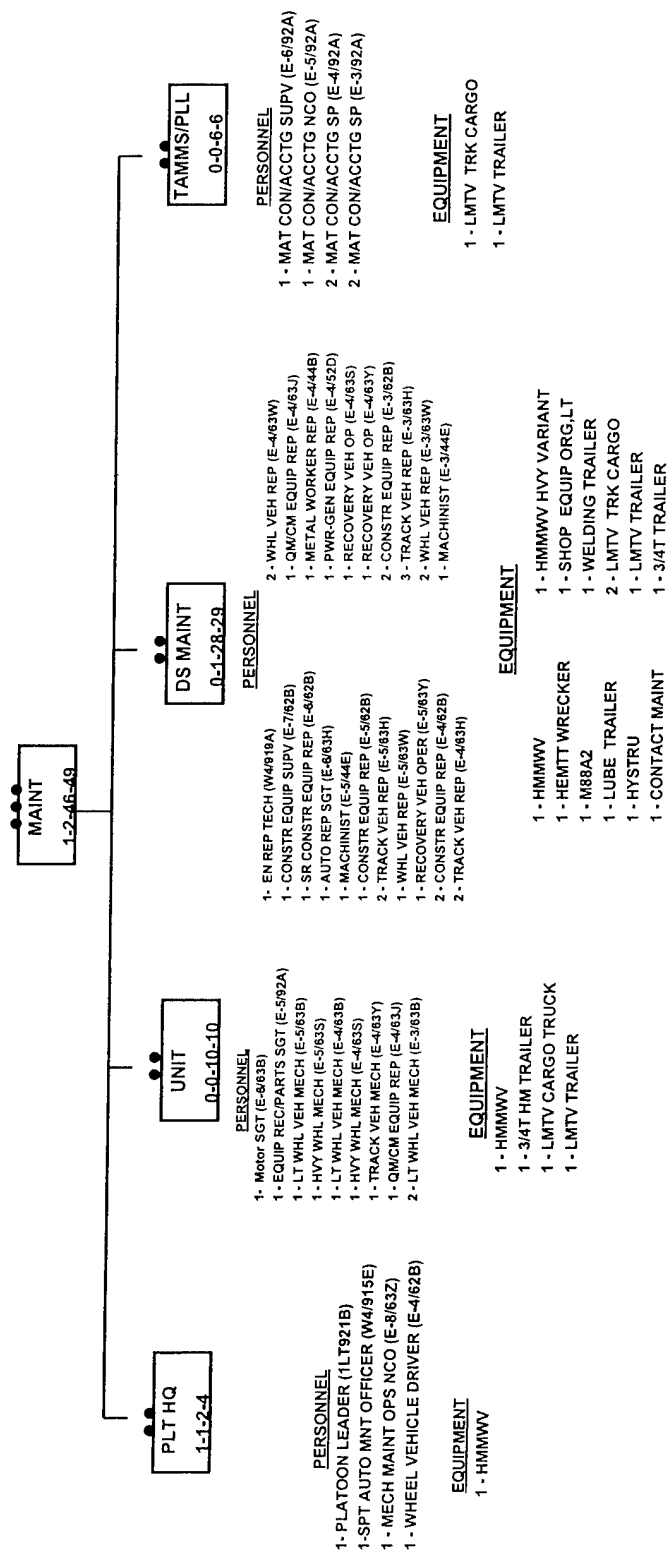 MAINT
1-2-46-49
PLT HQ
1-1-2-4
PERSONNEL
1- PLATOON LEADER (1LT921B)
1-SPT AUTO MNT OFFICER (W4/915E)
1 - MECH MAINT OPS NCO (E-8/63Z)
1 - WHEEL VEHICLE DRIVER (E-4/62B)
EQUIPMENT
1 - HMMWV
UNIT
0-0-10-10
PERSONNEL
1- Motor SGT (E-6/63B)
1 - EQUIP REC/PARTS SGT (E-5/92A)
1 - LT WHL VEH MECH (E-5/63B)
1 - HVY WHL MECH (E-5/63S)
1 - LT WHL VEH MECH (E-4/63B)
1 - HVY WHL MECH (E-4/63S)
1 - TRACK VEH MECH (E-4/63Y)
1 - QM/CM EQUIP REP (E-4/63J)
2 - LT WHL VEH MECH (E-3/63B)
EQUIPMENT
1 - HMMWV
1 - 3/4T HM TRAILER
1 - LMTV CARGO TRUCK
1 - LMTV TRAILER
DS MAINT
0-1-28-29
PERSONNEL
1- EN REP TECH (W4/919A)
1 - CONSTR EQUIP SUPV (E-7/62B)
1 - SR CONSTR EQUIP REP (E-6/62B)
1 - AUTO REP SGT (E-6/63H)
1 - MACHINIST (E-5/44E)
1 - CONSTR EQUIP REP (E-5/62B)
2 - TRACK VEH REP (E-5/63H)
1 - WHL VEH REP (E-5/63W)
1 - RECOVERY VEH OPER (E-5/63Y)
2 - CONSTR EQUIP REP (E-4/62B)
2 - TRACK VEH REP (E-4/63H)
2 - WHL VEH REP (E-4/63W)
1 - QM/CM EQUIP REP (E-4/63J)
1 - METAL WORKER REP (E-4/44B)
1 - PWR-GEN EQUIP REP (E-4/52D)
1 - RECOVERY VEH OP (E-4/63S)
1 - RECOVERY VEH OP (E-4/63Y)
2 - CONSTR EQUIP REP (E-3/62B)
3 - TRACK VEH REP (E-3/63H)
2 - WHL VEH REP (E-3/63W)
1 - MACHINIST (E-3/44E)
EQUIPMENT
1 - HMMWV
1 - HEMTT WRECKER
1 - M88A2
1 - LUBE TRAILER
1 - HYSTRU
1 - CONTACT MAINT
1 - HMMWV HVY VARIANT
1 - SHOP EQUIP ORG,LT
1 - WELDING TRAILER
2 - LMTV TRK CARGO
1 - LMTV TRAILER
1 - 3/4T TRAILER
TAMMS/PLL
0-0-6-6
PERSONNEL
1 - MAT CON/ACCTG SUPV (E-6/92A)
1 - MAT CON/ACCTG NCO (E-5/92A)
2 - MAT CON/ACCTG SP (E-4/92A)
2 - MAT CON/ACCTG SP (E-3/92A)
EQUIPMENT
1 - LMTV TRK CARGO
1 - LMTV TRAILER